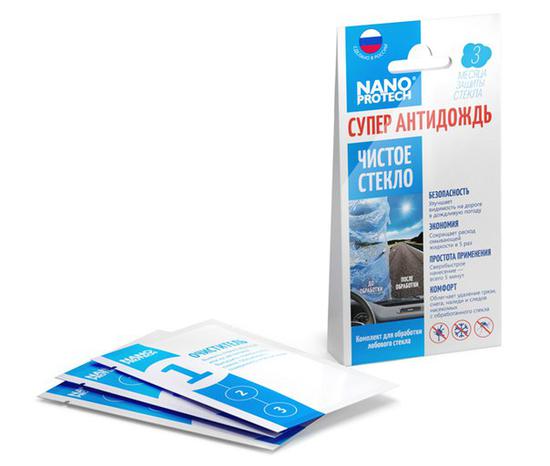 СДЕЛАНО В РОССИИ
3
МЕСЯЦА
ЗАЩИТЫ
СТЕКЛА
NANO®
PROTECH
СУПЕР АНТИДОЖДЬ
ЧИСТОЕ
СТЕКЛО
БЕЗОПАСНОСТЬ
Улучшает
видимость на дороге
в дождливую погоду
ЭКОНОМИЯ
Сокращает расход
омывающей
жидкости в 5 раз
ПРОСТОТА ПРИМЕНЕНИЯ
Сверхбыстрое
нанесение —
всего 5 минут
КОМФОРТ
Облегчает удаление грязи,
снега, наледи и следов
насекомых
с обработанного стекла
ДО
ОБРАБОТКИ
ПОСЛЕ
ОБРАБОТКИ
Комплект для обработки
лобового стекла
NANO
PROTECH
1
ОЧИСТИТЕЛЬ
2
3